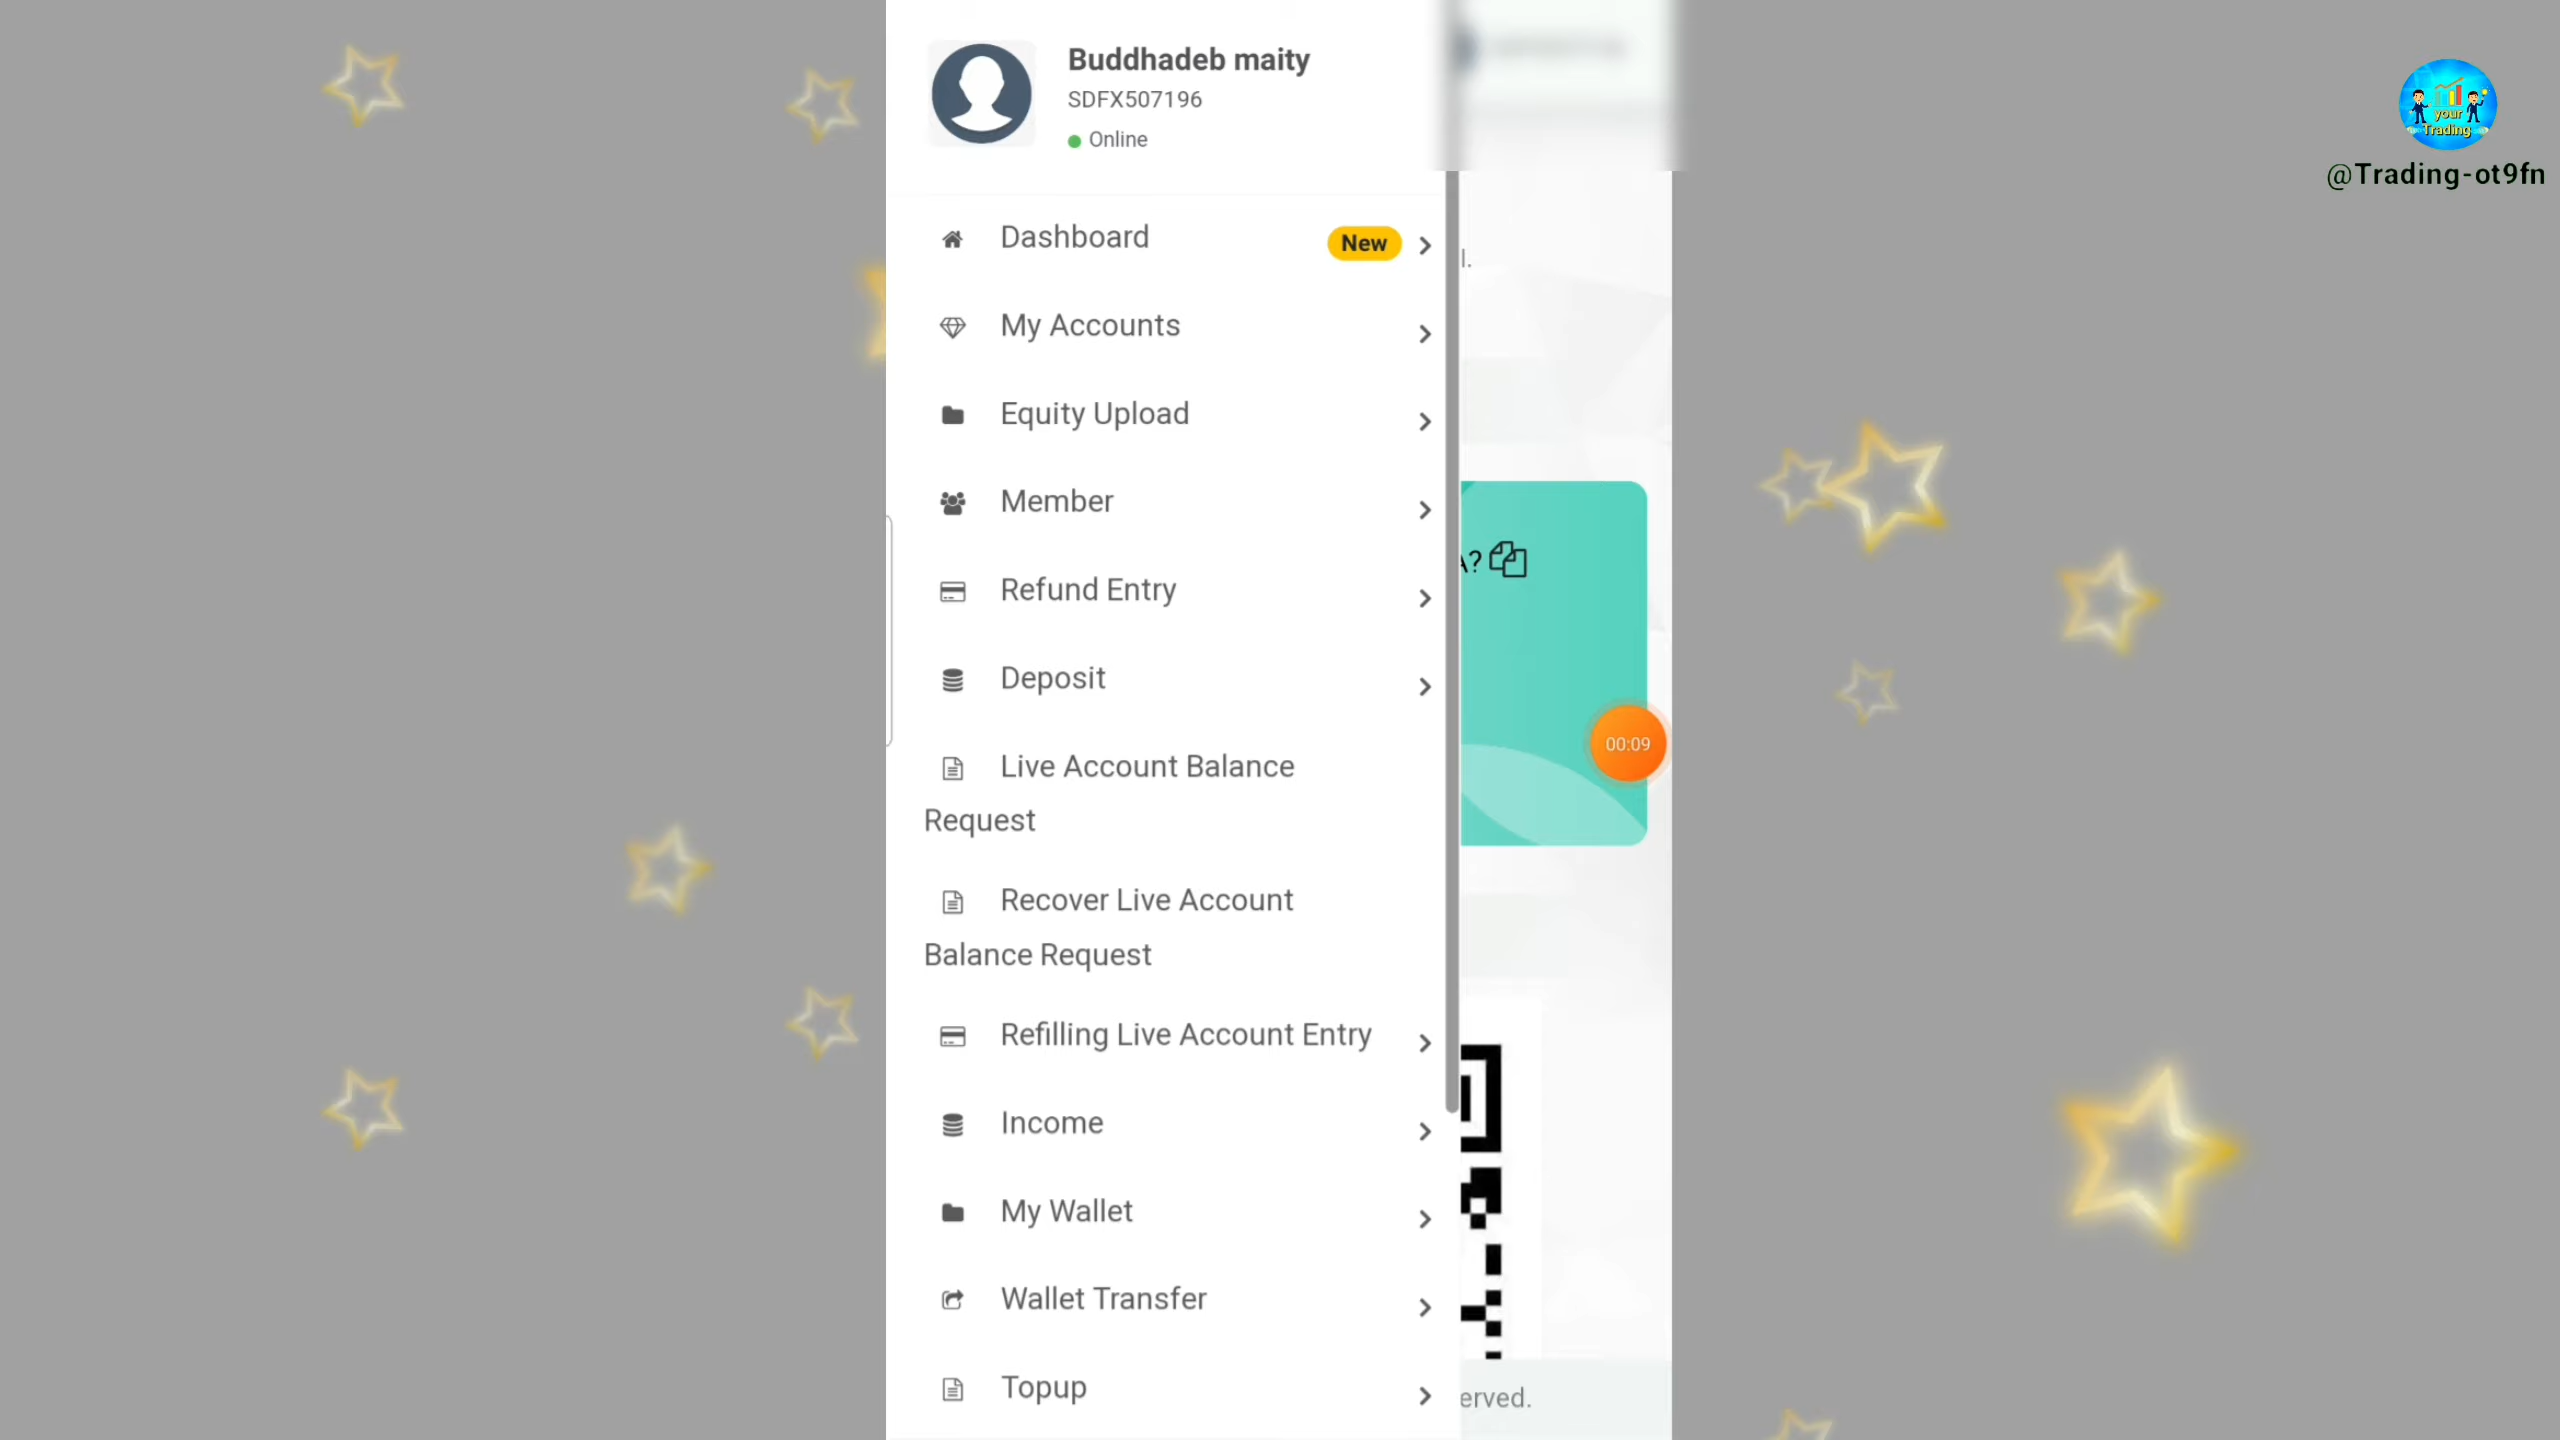 Buddhadeb maity
SDFX507196
Online
Dashboard
New
My Accounts
Equity Upload
Member
Refund Entry
Deposit
Live Account Balance
Request
Recover Live Account
Balance Request
Refilling Live Account Entry
Income
My Wallet
Wallet Transfer
Topup
l.
A?
00:09
erved.
your
Trading
@Trading-ot9fn